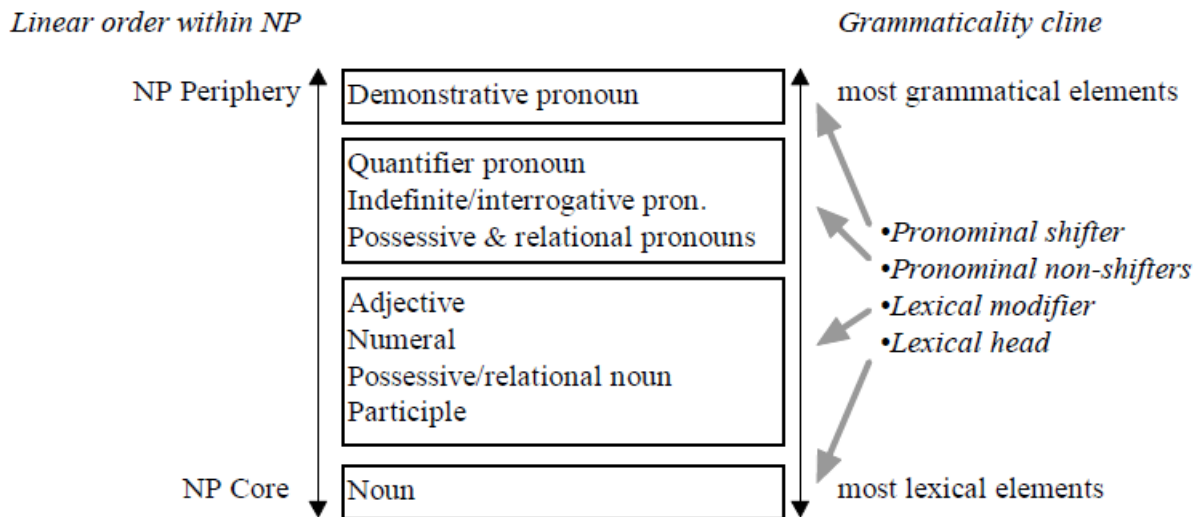 Linear order within NP
Grammaticality cline
NP Periphery
Demonstrative pronoun
most grammatical elements
Quantifier pronoun
Indefinite/interrogative pron.
Possessive & relational pronouns
•Pronominal shifter
•Pronominal non-shifters
•Lexical modifier
•Lexical head
Adjective
Numeral
Possessive/relational noun
Participle
NP Core
Noun
most lexical elements